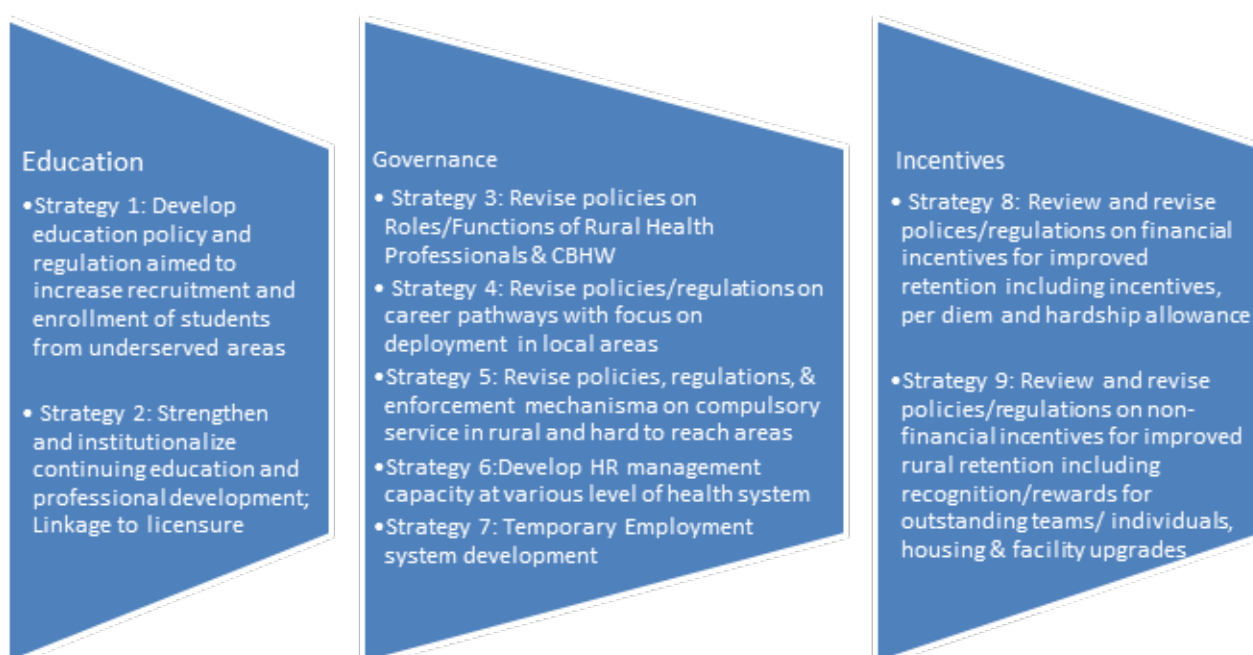 Education
•Strategy 1: Develop
education policy and
regulation aimed to
increase recruitment and
enrollment of students
from underserved areas
• Strategy 2: Strengthen
and institutionalize
continuing education and
professional development;
Linkage to licensure
Governance
• Strategy 3: Revise policies on
Roles/Functions of Rural Health
Professionals & CBHW
• Strategy 4: Revise policies/regulations on
career pathways with focus on
deployment in local areas
•Strategy 5: Revise policies, regulations, &
enforcement mechanisma on compulsory
service in rural and hard to reach areas
•Strategy 6:Develop HR management
capacity at various level of health system
•Strategy 7: Temporary Employment
system development
Incentives
• Strategy 8: Review and revise
polices/regulations on financial
incentives for improved
retention including incentives,
per diem and hardship allowance
•Strategy 9: Review and revise
policies/regulations on non-
financial incentives for improved
rural retention including
recognition/rewards for
outstanding teams/ individuals,
housing & facility upgrades